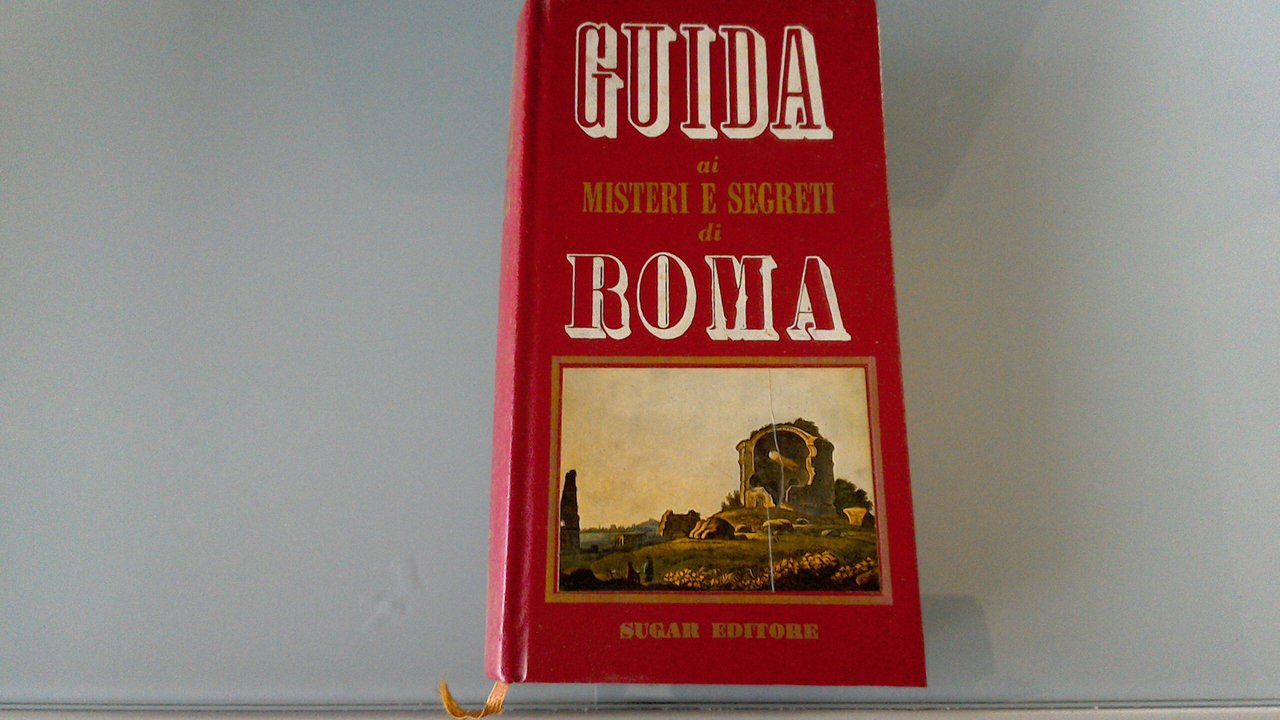 GUIDA
ai
MISTERI E SEGRETI
di
ROMA
SUGAR EDITORE